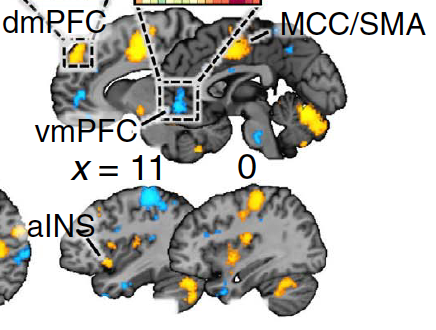 dmPFC
MCC/SMA
vmPFC
x = 11
0
aINS